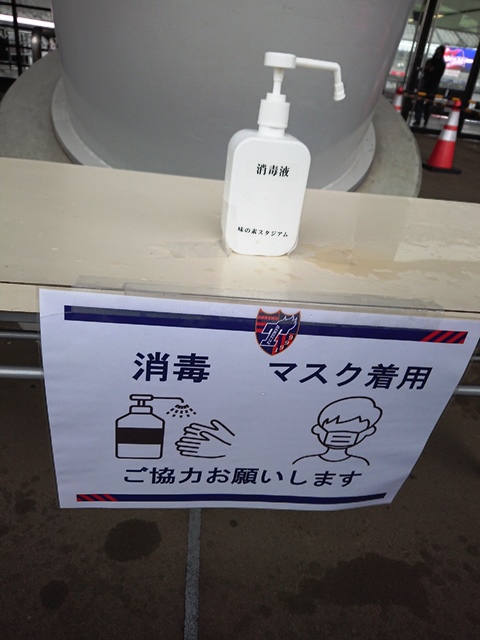 消毒液
味の素スタジアム
消毒 マスク着用
ご協力お願いします